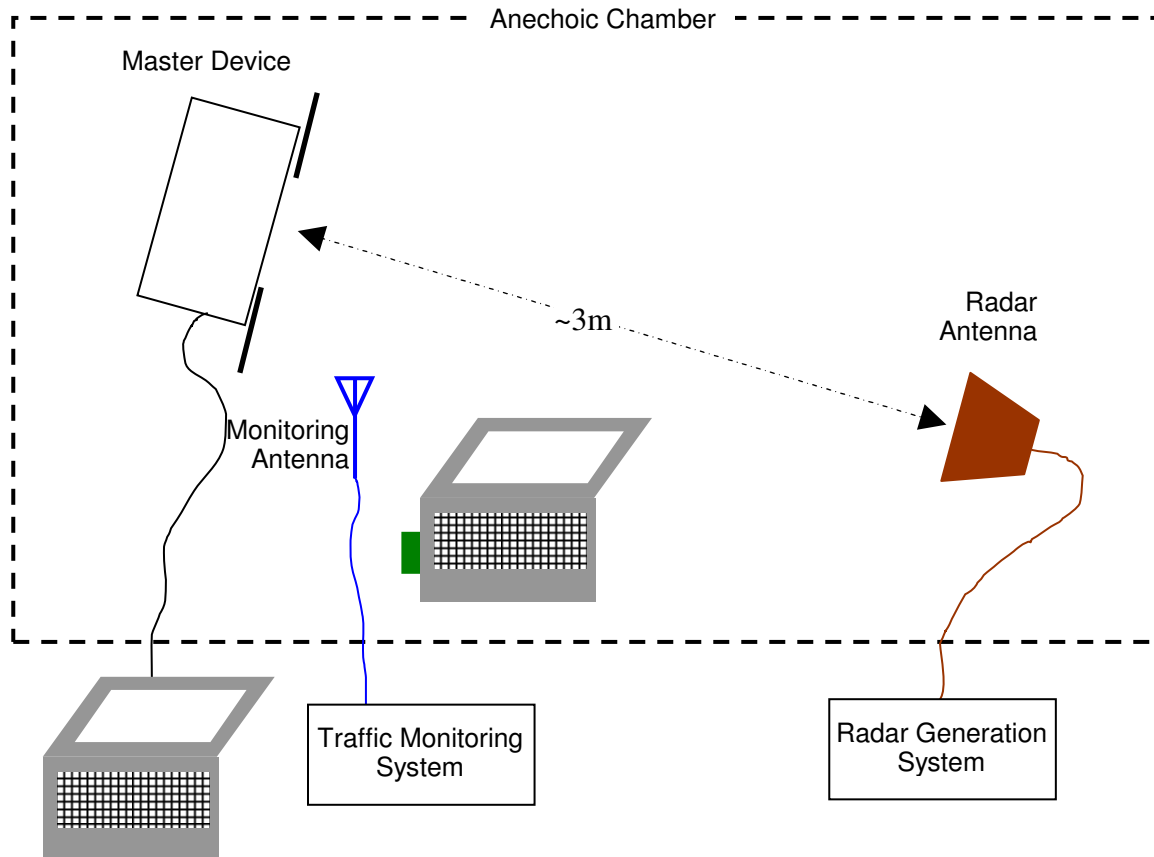 Anechoic Chamber
Master Device
~3m
Radar
Antenna
Monitoring
Antenna
Traffic Monitoring
System
Radar Generation
System